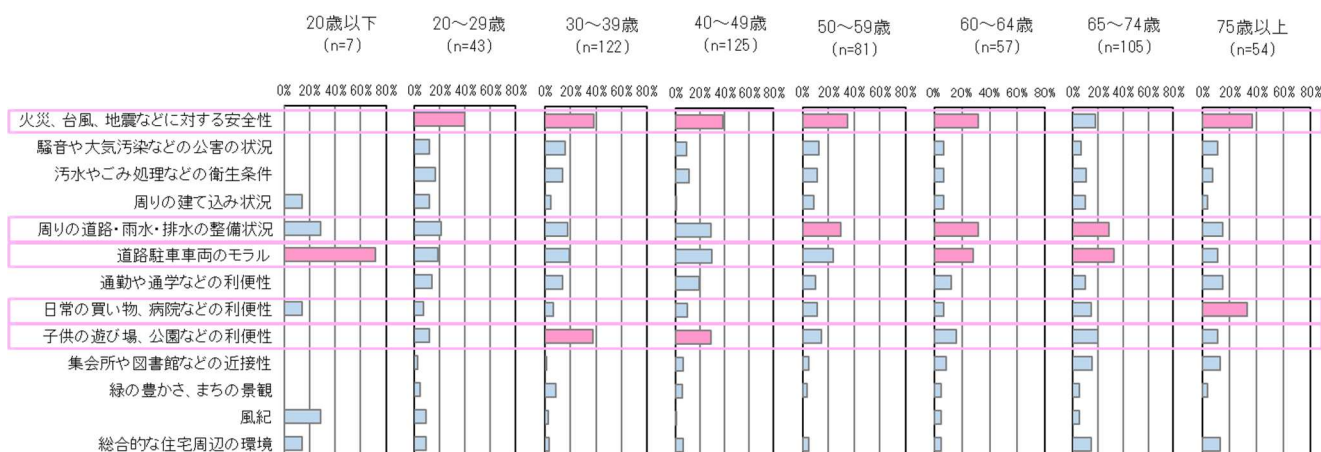 20歳以下 20～29歳 30～39歳 40～49歳 50～59歳 60～64歳 65～74歳 75歳以上
(n=7) (n=43) (n=122) (n=125) (n=81) (n=57) (n=105) (n=54)
0% 20% 40% 60% 80% 0% 20% 40% 60% 80% 0% 20% 40% 60% 80% 0% 20% 40% 60% 80% 0% 20% 40% 60% 80% 0% 20% 40% 60% 80% 0% 20% 40% 60% 80% 0% 20% 40% 60% 80%
火災、台風、地震などに対する安全性
騒音や大気汚染などの公害の状況
汚水やごみ処理などの衛生条件
周りの建て込み状況
周りの道路・雨水・排水の整備状況
道路駐車車両のモラル
通勤や通学などの利便性
日常の買い物、病院などの利便性
子供の遊び場、公園などの利便性
集会所や図書館などの近接性
緑の豊かさ、まちの景観
風紀
総合的な住宅周辺の環境